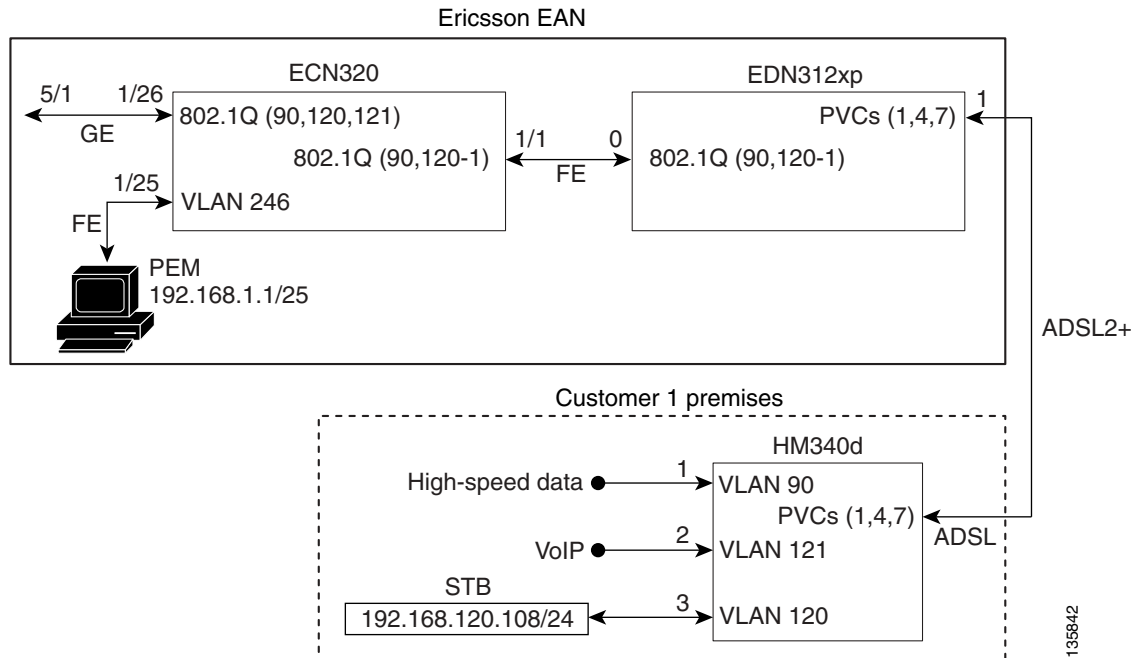 Ericsson EAN
ECN320
EDN312xp
5/1
1/26
GE
802.1Q (90,120,121)
802.1Q (90,120-1)
1/1
0
FE
PVCs (1,4,7)
1
802.1Q (90,120-1)
1/25
VLAN 246
FE
PEM
192.168.1.1/25
ADSL2+
Customer 1 premises
HM340d
High-speed data
1
VLAN 90
PVCs (1,4,7)
ADSL
VoIP
2
VLAN 121
STB
192.168.120.108/24
3
VLAN 120
135842